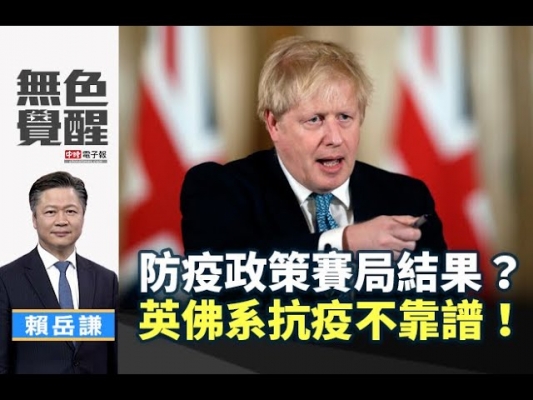 無色
覺醒
中時電子報
賴岳謙
防疫政策賽局結果？
英佛系抗疫不靠譜！